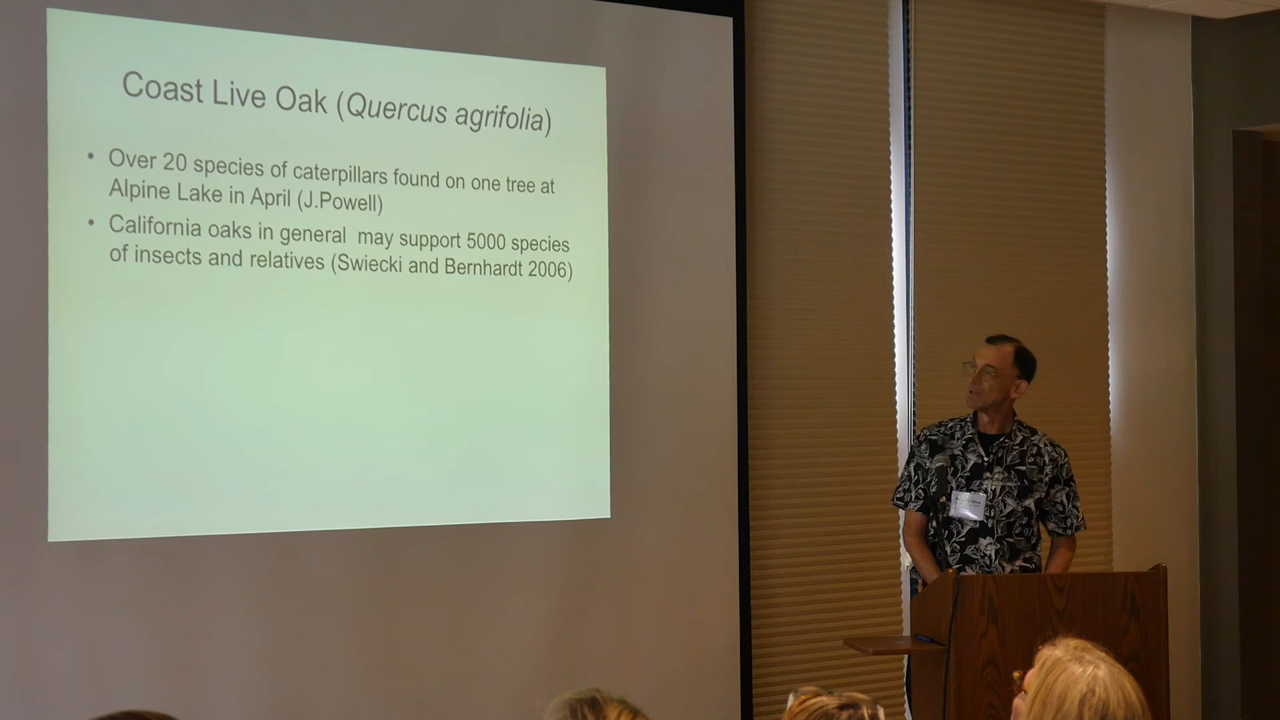 Coast Live Oak (Quercus agrifolia)
• Over 20 species of caterpillars found on one tree at
Alpine Lake in April (J.Powell)
• California oaks in general may support 5000 species
of insects and relatives (Swiecki and Bernhardt 2006)